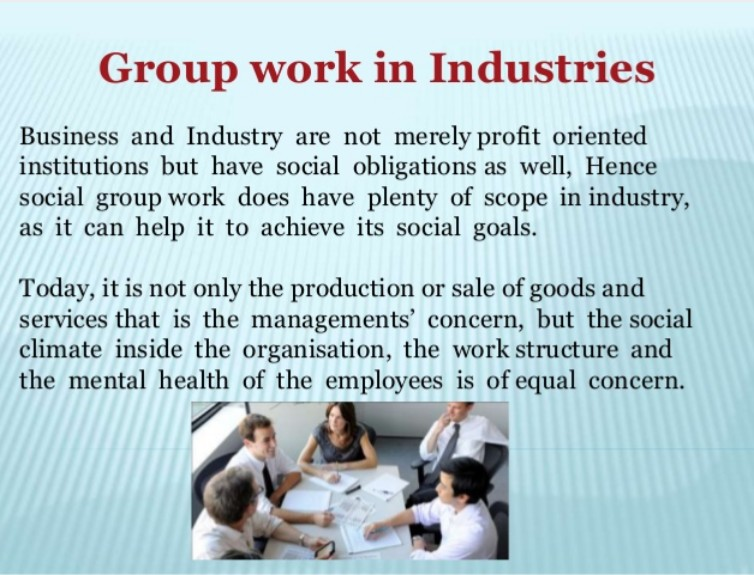 Group work in Industries
Business and Industry are not merely profit oriented
institutions but have social obligations as well, Hence
social group work does have plenty of scope in industry,
as it can help it to achieve its social goals.
Today, it is not only the production or sale of goods and
services that is the managements’ concern, but the social
climate inside the organisation, the work structure and
the mental health of the employees is of equal concern.